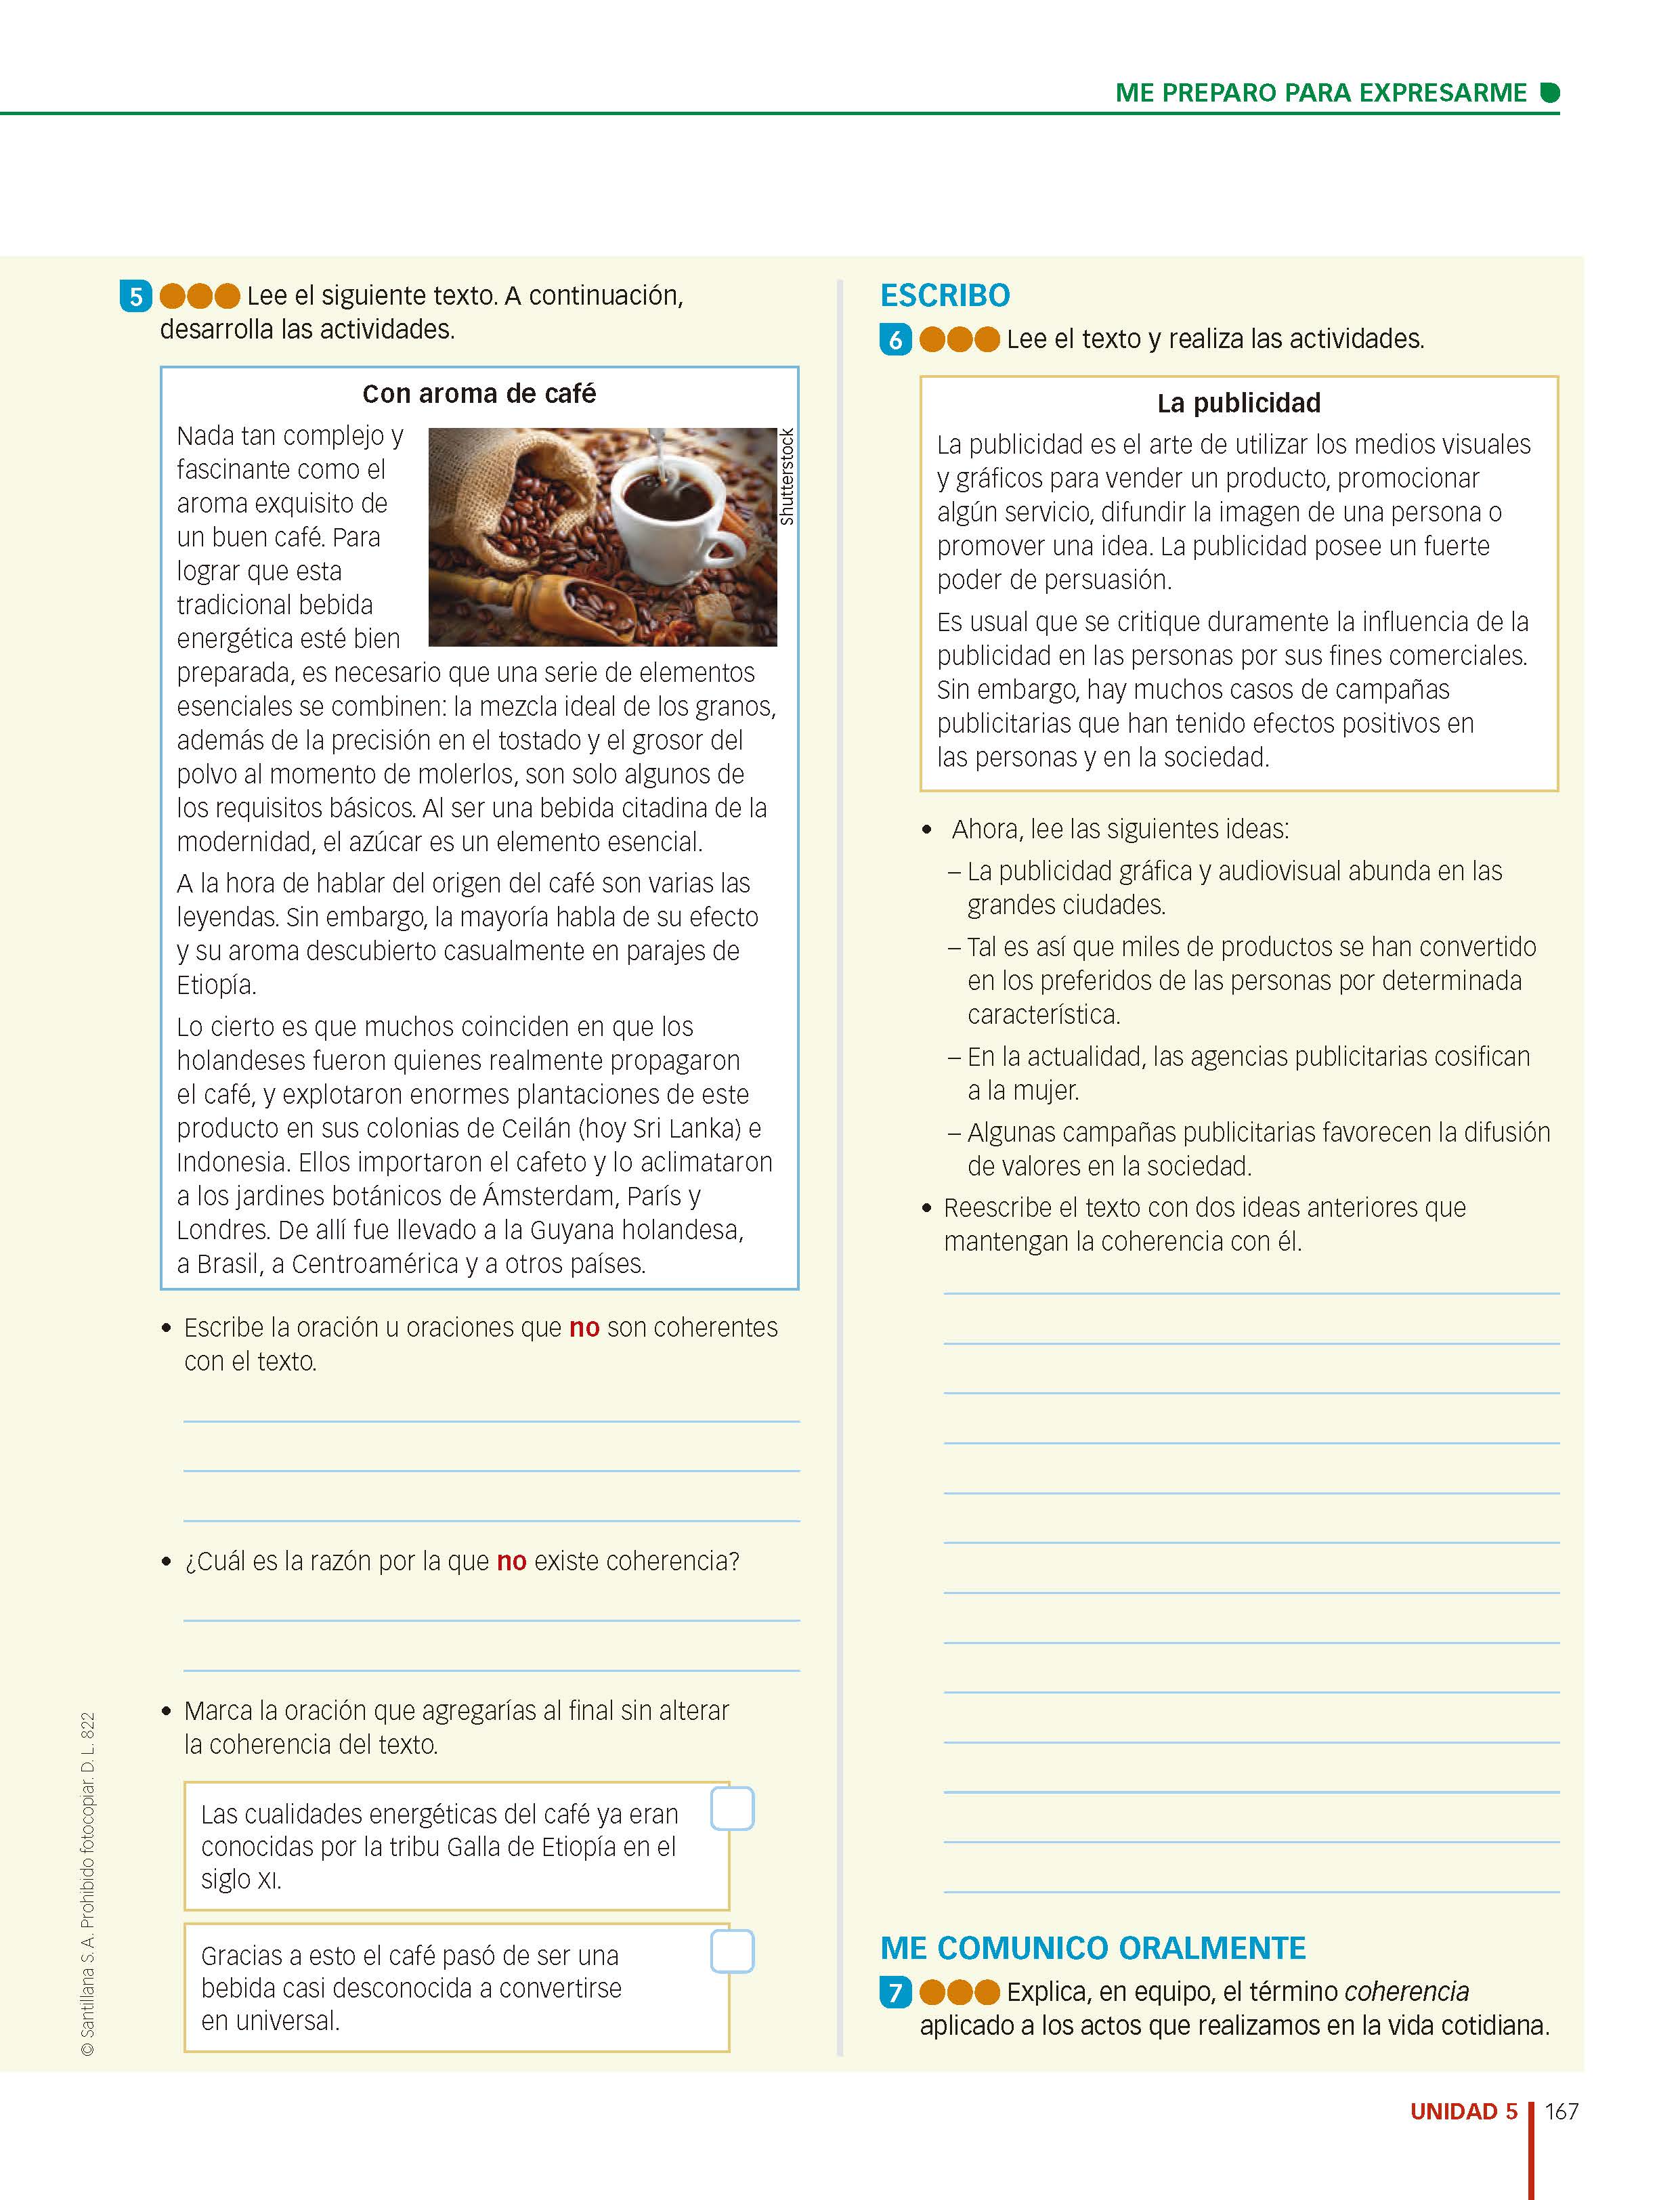 ME PREPARO PARA EXPRESARME
5 Lee el siguiente texto. A continuación,
desarrolla las actividades.
Con aroma de café
Nada tan complejo y
fascinante como el
aroma exquisito de
un buen café. Para
lograr que esta
tradicional bebida
energética esté bien
preparada, es necesario que una serie de elementos
esenciales se combinen: la mezcla ideal de los granos,
además de la precisión en el tostado y el grosor del
polvo al momento de molerlos, son solo algunos de
los requisitos básicos. Al ser una bebida citadina de la
modernidad, el azúcar es un elemento esencial.
Shutterstock
A la hora de hablar del origen del café son varias las
leyendas. Sin embargo, la mayoría habla de su efecto
y su aroma descubierto casualmente en parajes de
Etiopía.
Lo cierto es que muchos coinciden en que los
holandeses fueron quienes realmente propagaron
el café, y explotaron enormes plantaciones de este
producto en sus colonias de Ceilán (hoy Sri Lanka) e
Indonesia. Ellos importaron el cafeto y lo aclimataron
a los jardines botánicos de Ámsterdam, París y
Londres. De allí fue llevado a la Guyana holandesa,
a Brasil, a Centroamérica y a otros países.
• Escribe la oración u oraciones que no son coherentes
con el texto.
• ¿Cuál es la razón por la que no existe coherencia?
• Marca la oración que agregarías al final sin alterar
la coherencia del texto.
Las cualidades energéticas del café ya eran
conocidas por la tribu Galla de Etiopía en el
siglo XI.
Gracias a esto el café pasó de ser una
bebida casi desconocida a convertirse
en universal.
ESCRIBO
6 Lee el texto y realiza las actividades.
La publicidad
La publicidad es el arte de utilizar los medios visuales
y gráficos para vender un producto, promocionar
algún servicio, difundir la imagen de una persona o
promover una idea. La publicidad posee un fuerte
poder de persuasión.
Es usual que se critique duramente la influencia de la
publicidad en las personas por sus fines comerciales.
Sin embargo, hay muchos casos de campañas
publicitarias que han tenido efectos positivos en
las personas y en la sociedad.
• Ahora, lee las siguientes ideas:
– La publicidad gráfica y audiovisual abunda en las
grandes ciudades.
– Tal es así que miles de productos se han convertido
en los preferidos de las personas por determinada
característica.
– En la actualidad, las agencias publicitarias cosifican
a la mujer.
– Algunas campañas publicitarias favorecen la difusión
de valores en la sociedad.
• Reescribe el texto con dos ideas anteriores que
mantengan la coherencia con él.
ME COMUNICO ORALMENTE
7 Explica, en equipo, el término coherencia
aplicado a los actos que realizamos en la vida cotidiana.
© Santillana S. A. Prohibido fotocopiar. D. L. 822
UNIDAD 5 167